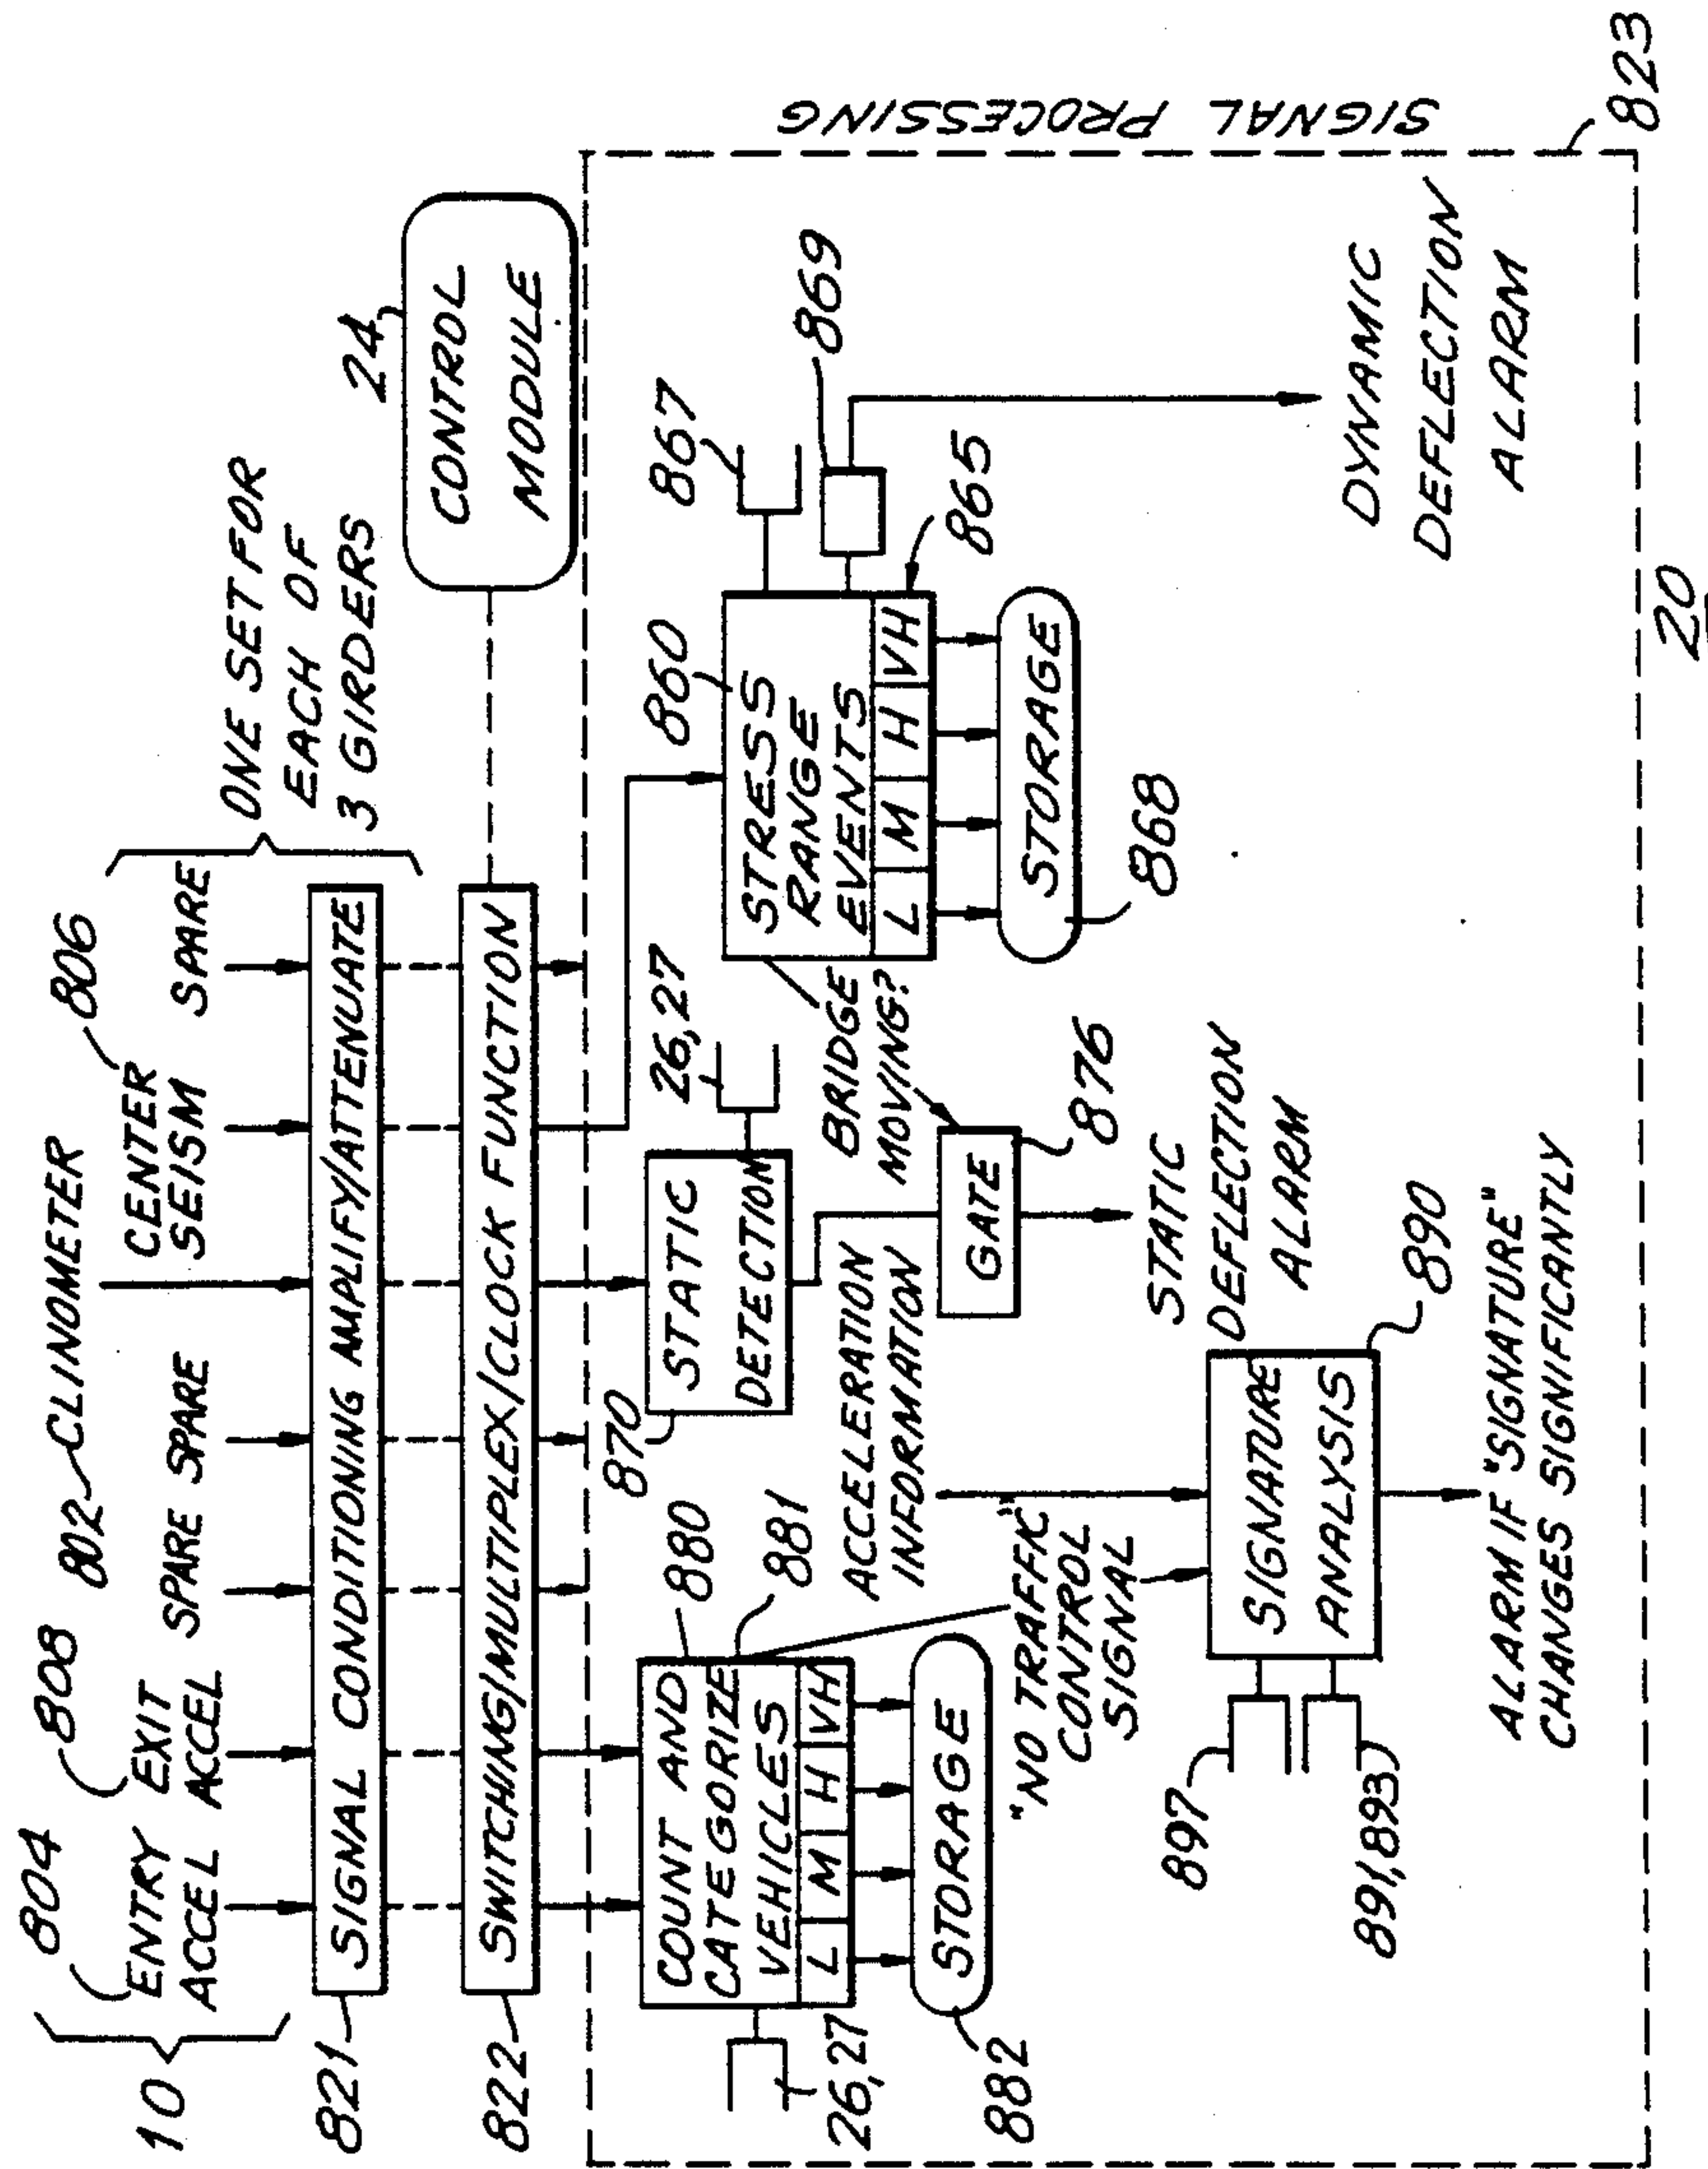 10
804
ENTRY
ACCEL
808
EXIT
ACCEL
SPARE
SPARE
802
CLINOMETER
806
CENTER
SEISM
SPARE
ONE SET FOR
EACH OF
3 GIRDERS
821
SIGNAL CONDITIONING AMPLIFY/ATTENUATE
822
SWITCHING/MULTIPLEX/CLOCK FUNCTION
24
CONTROL
MODULE
880
COUNT AND
CATEGORIZE
VEHICLES
L M H VH
881
26,27
STORAGE
882
870
STATIC
DETECTION
26,27
860
STRESS
RANGE
EVENTS
L M H VH
867
869
865
STORAGE
868
BRIDGE
MOVING?
GATE
876
STATIC
DEFLECTION
ALARM
DYNAMIC
DEFLECTION
ALARM
ACCELERATION
INFORMATION
"NO TRAFFIC"
CONTROL
SIGNAL
SIGNATURE
ANALYSIS
890
897
891,893
ALARM IF "SIGNATURE"
CHANGES SIGNIFICANTLY
SIGNAL PROCESSING
823
20